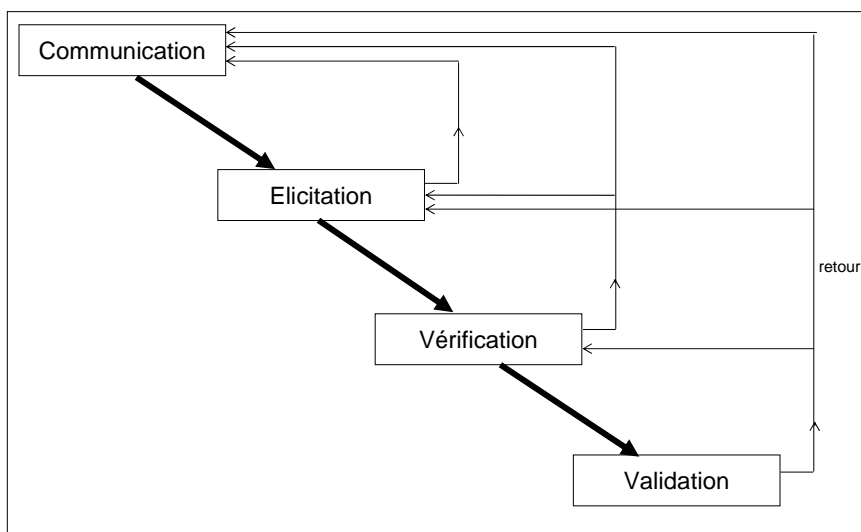 Communication
Elicitation
retour
Vérification
Validation